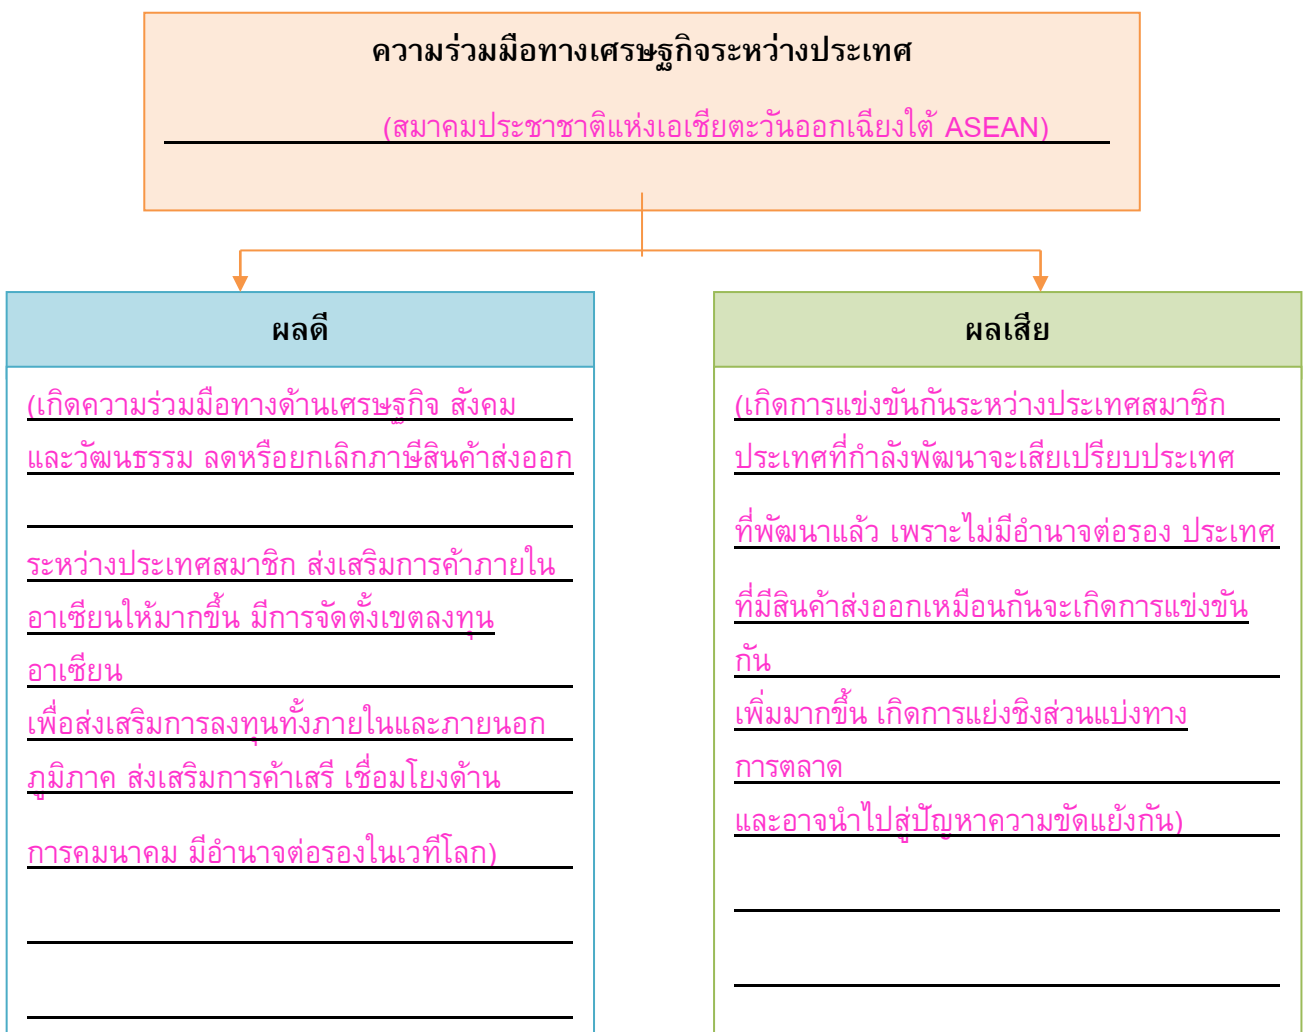 ความร่วมมือทางเศรษฐกิจระหว่างประเทศ
(สมาคมประชาชาติแห่งเอเชียตะวันออกเฉียงใต้ ASEAN)
ผลดี
(เกิดความร่วมมือทางด้านเศรษฐกิจ สังคม
และวัฒนธรรม ลดหรือยกเลิกภาษีสินค้าส่งออก
ระหว่างประเทศสมาชิก ส่งเสริมการค้าภายใน
อาเซียนให้มากขึ้น มีการจัดตั้งเขตลงทุน
อาเซียน
เพื่อส่งเสริมการลงทุนทั้งภายในและภายนอก
ภูมิภาค ส่งเสริมการค้าเสรี เชื่อมโยงด้าน
การคมนาคม มีอำนาจต่อรองในเวทีโลก)
ผลเสีย
(เกิดการแข่งขันกันระหว่างประเทศสมาชิก
ประเทศที่กำลังพัฒนาจะเสียเปรียบประเทศ
ที่พัฒนาแล้ว เพราะไม่มีอำนาจต่อรอง ประเทศ
ที่มีสินค้าส่งออกเหมือนกันจะเกิดการแข่งขัน
กัน
เพิ่มมากขึ้น เกิดการแย่งชิงส่วนแบ่งทาง
การตลาด
และอาจนำไปสู่ปัญหาความขัดแย้งกัน)